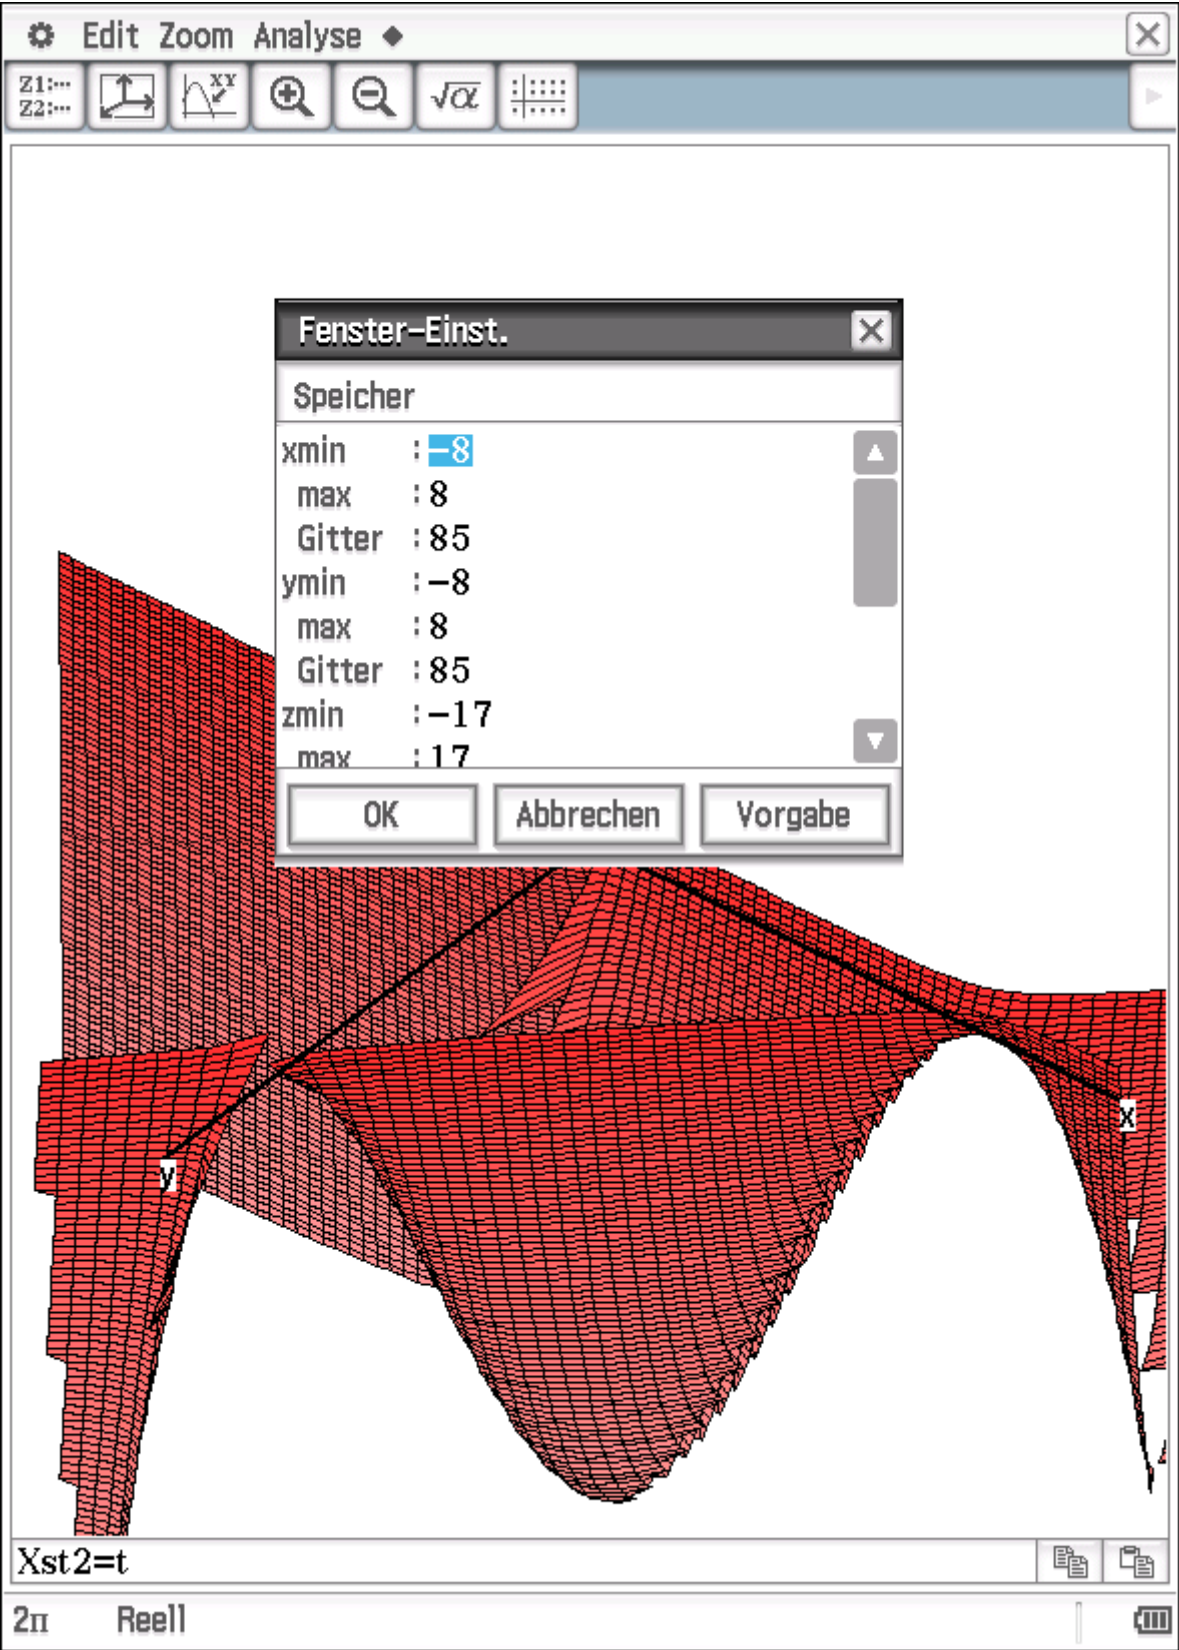 Edit Zoom Analyse
Z1:... XY
Z2:... √α
Fenster-Einst.
Speicher
xmin :-8
max :8
Gitter :85
ymin :-8
max :8
Gitter :85
zmin :-17
max :17
OK Abbrechen Vorgabe
x
y
Xst2=t
2π Reell